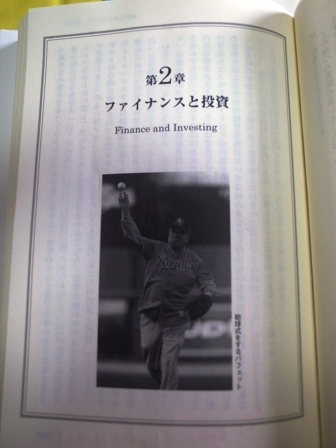 第2章
ファイナンスと投資
Finance and Investing
始球式をするバフェット